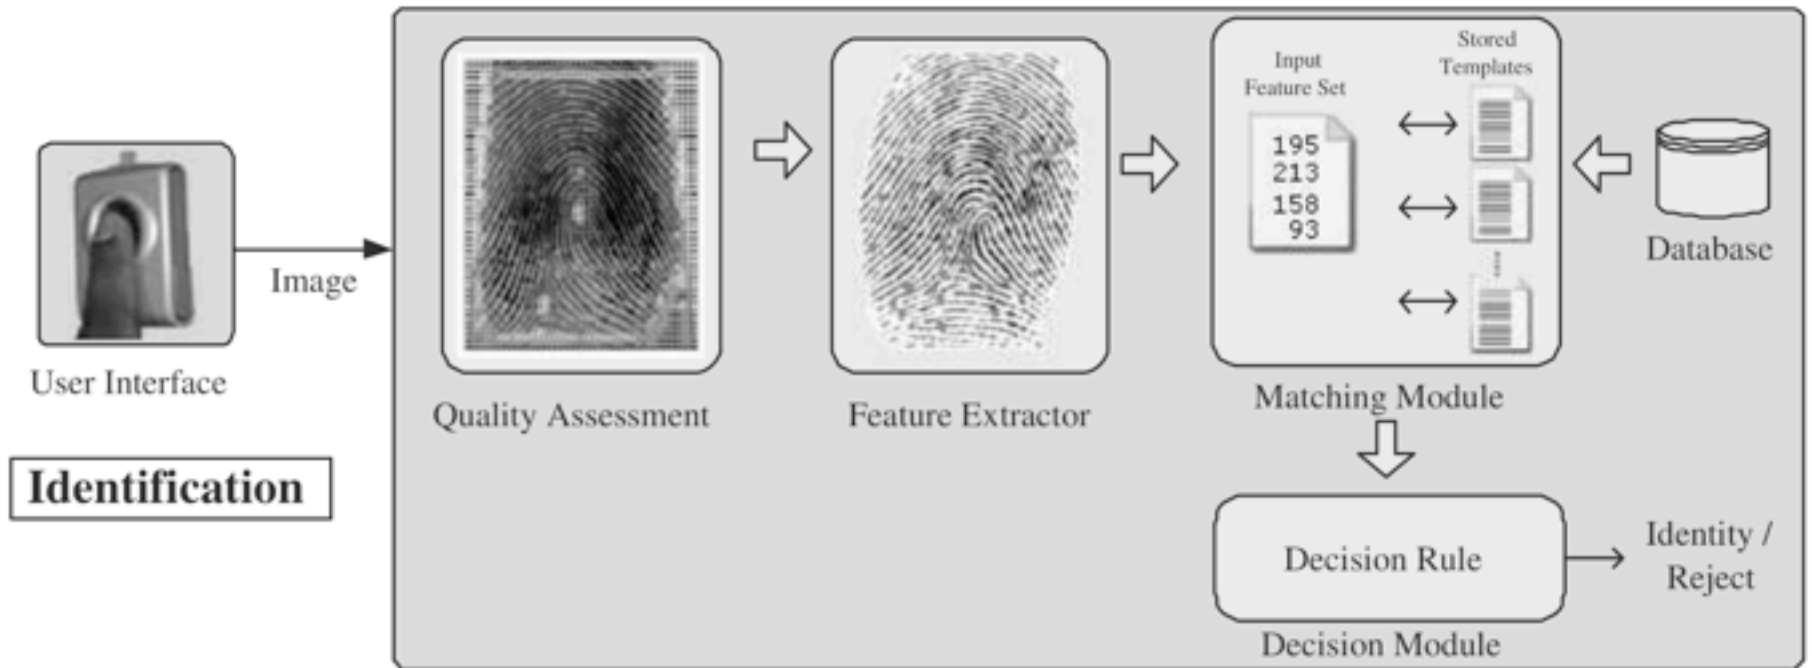 Image
User Interface
Identification
Quality Assessment
Feature Extractor
Input
Feature Set
195
213
158
93
Stored
Templates
Matching Module
Database
Decision Rule
Decision Module
Identity /
Reject